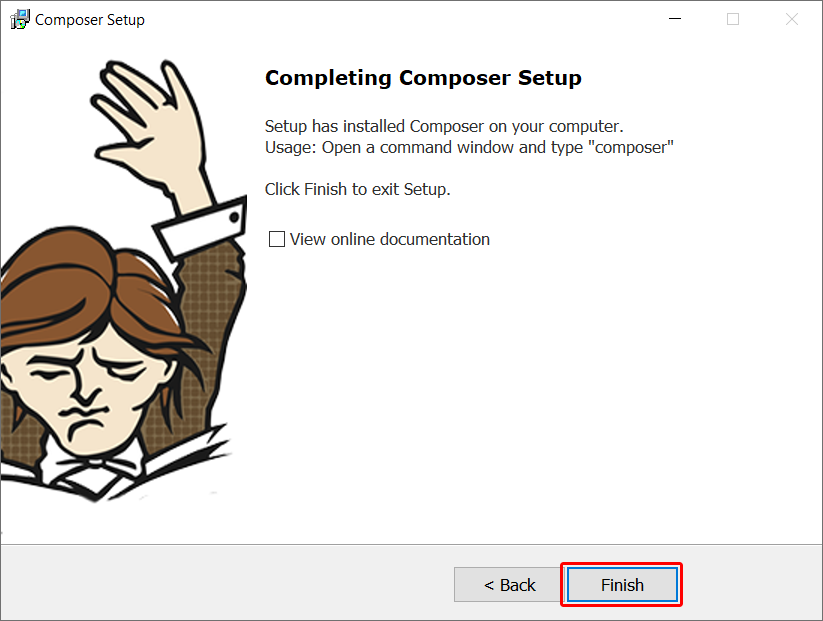 Composer Setup
Completing Composer Setup
Setup has installed Composer on your computer.
Usage: Open a command window and type "composer"
Click Finish to exit Setup.
View online documentation
< Back
Finish